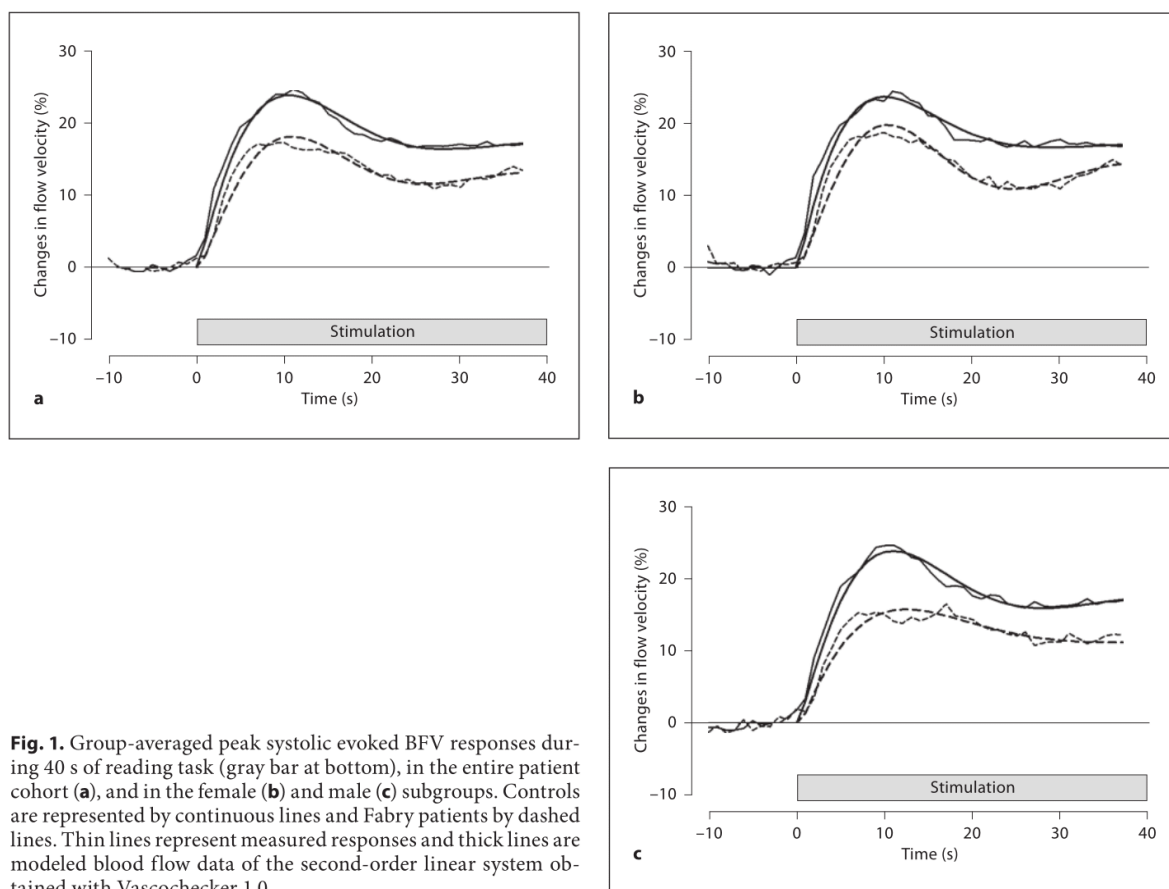 30
20
10
0
−10
Changes in flow velocity (%)
Stimulation
−10 0 10 20 30 40
Time (s)
a
30
20
10
0
−10
Changes in flow velocity (%)
Stimulation
−10 0 10 20 30 40
Time (s)
b
30
20
10
0
−10
Changes in flow velocity (%)
Stimulation
−10 0 10 20 30 40
Time (s)
c
Fig. 1. Group-averaged peak systolic evoked BFV responses dur-
ing 40 s of reading task (gray bar at bottom), in the entire patient
cohort (a), and in the female (b) and male (c) subgroups. Controls
are represented by continuous lines and Fabry patients by dashed
lines. Thin lines represent measured responses and thick lines are
modeled blood flow data of the second-order linear system ob-
tained with Vasochecker 1.0